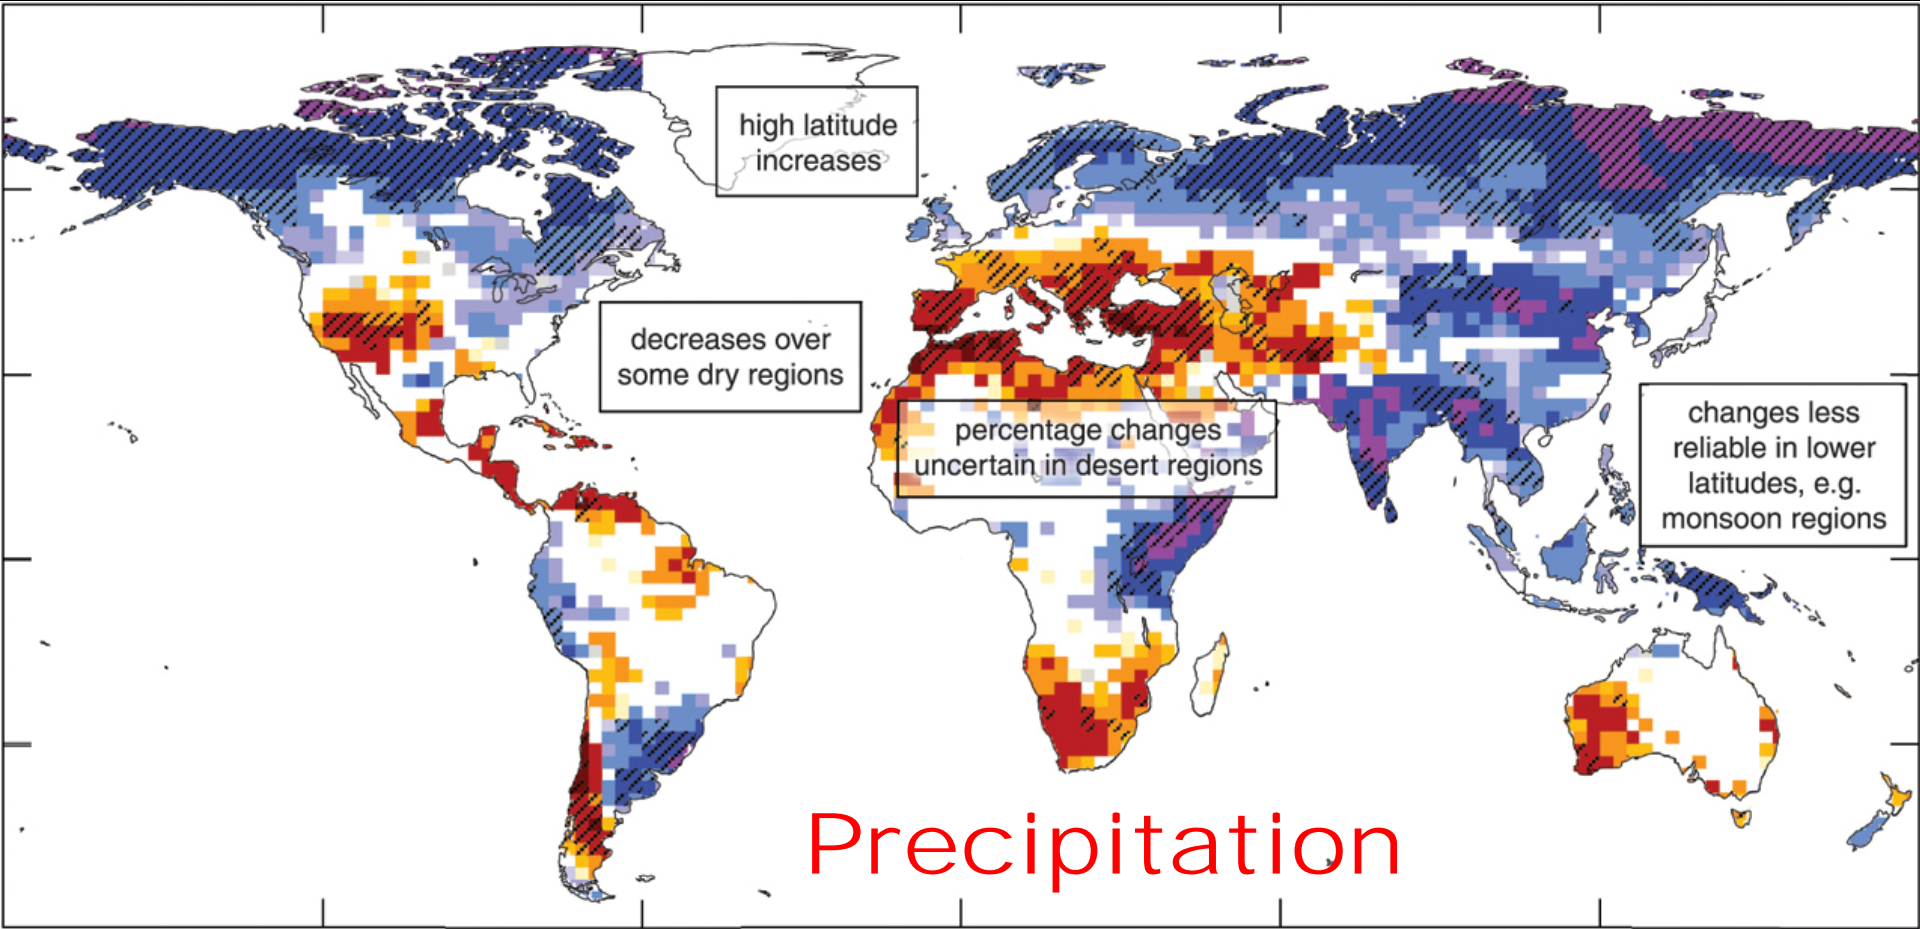 high latitude
increases
decreases over
some dry regions
percentage changes
uncertain in desert regions
changes less
reliable in lower
latitudes, e.g.
monsoon regions
Precipitation